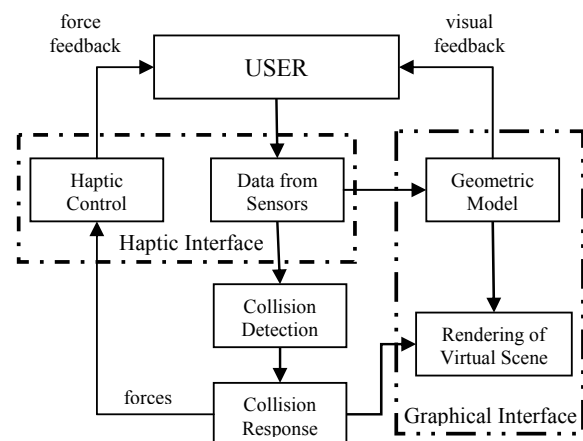 force
feedback
visual
feedback
USER
Haptic
Control
Data from
Sensors
Geometric
Model
Haptic Interface
Collision
Detection
Rendering of
Virtual Scene
forces
Collision
Response
Graphical Interface